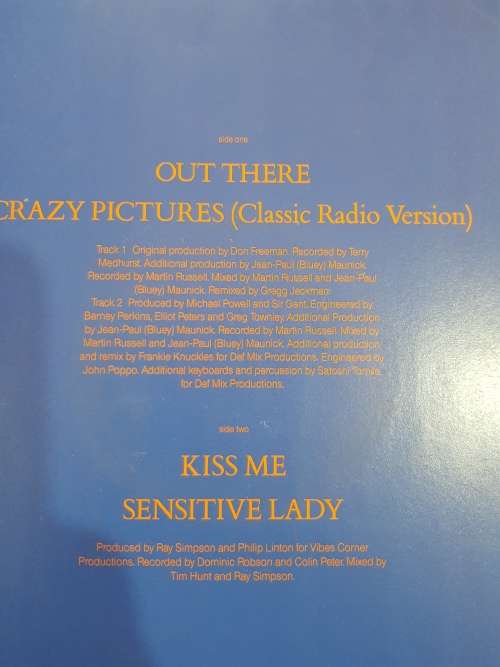 side one
OUT THERE
CRAZY PICTURES (Classic Radio Version)
Track 1 Original production by Don Freeman. Recorded by Terry
Medhurst. Additional production by Jean-Paul (Bluey) Maunick.
Recorded by Martin Russell. Mixed by Martin Russell and Jean-Paul
(Bluey) Maunick. Remixed by Gregg Jackman.
Track 2 Produced by Michael Powell and Sir Gant. Engineered by
Barney Perkins, Elliot Peters and Greg Townley. Additional Production
by Jean-Paul (Bluey) Maunick. Recorded by Martin Russell. Mixed by
Martin Russell and Jean-Paul (Bluey) Maunick. Additional production
and remix by Frankie Knuckles for Def Mix Productions. Engineered by
John Poppo. Additional keyboards and percussion by Satoshi Tomiie
for Def Mix Productions.
side two
KISS ME
SENSITIVE LADY
Produced by Ray Simpson and Philip Linton for Vibes Corner
Productions. Recorded by Dominic Robson and Colin Peter. Mixed by
Tim Hunt and Ray Simpson.